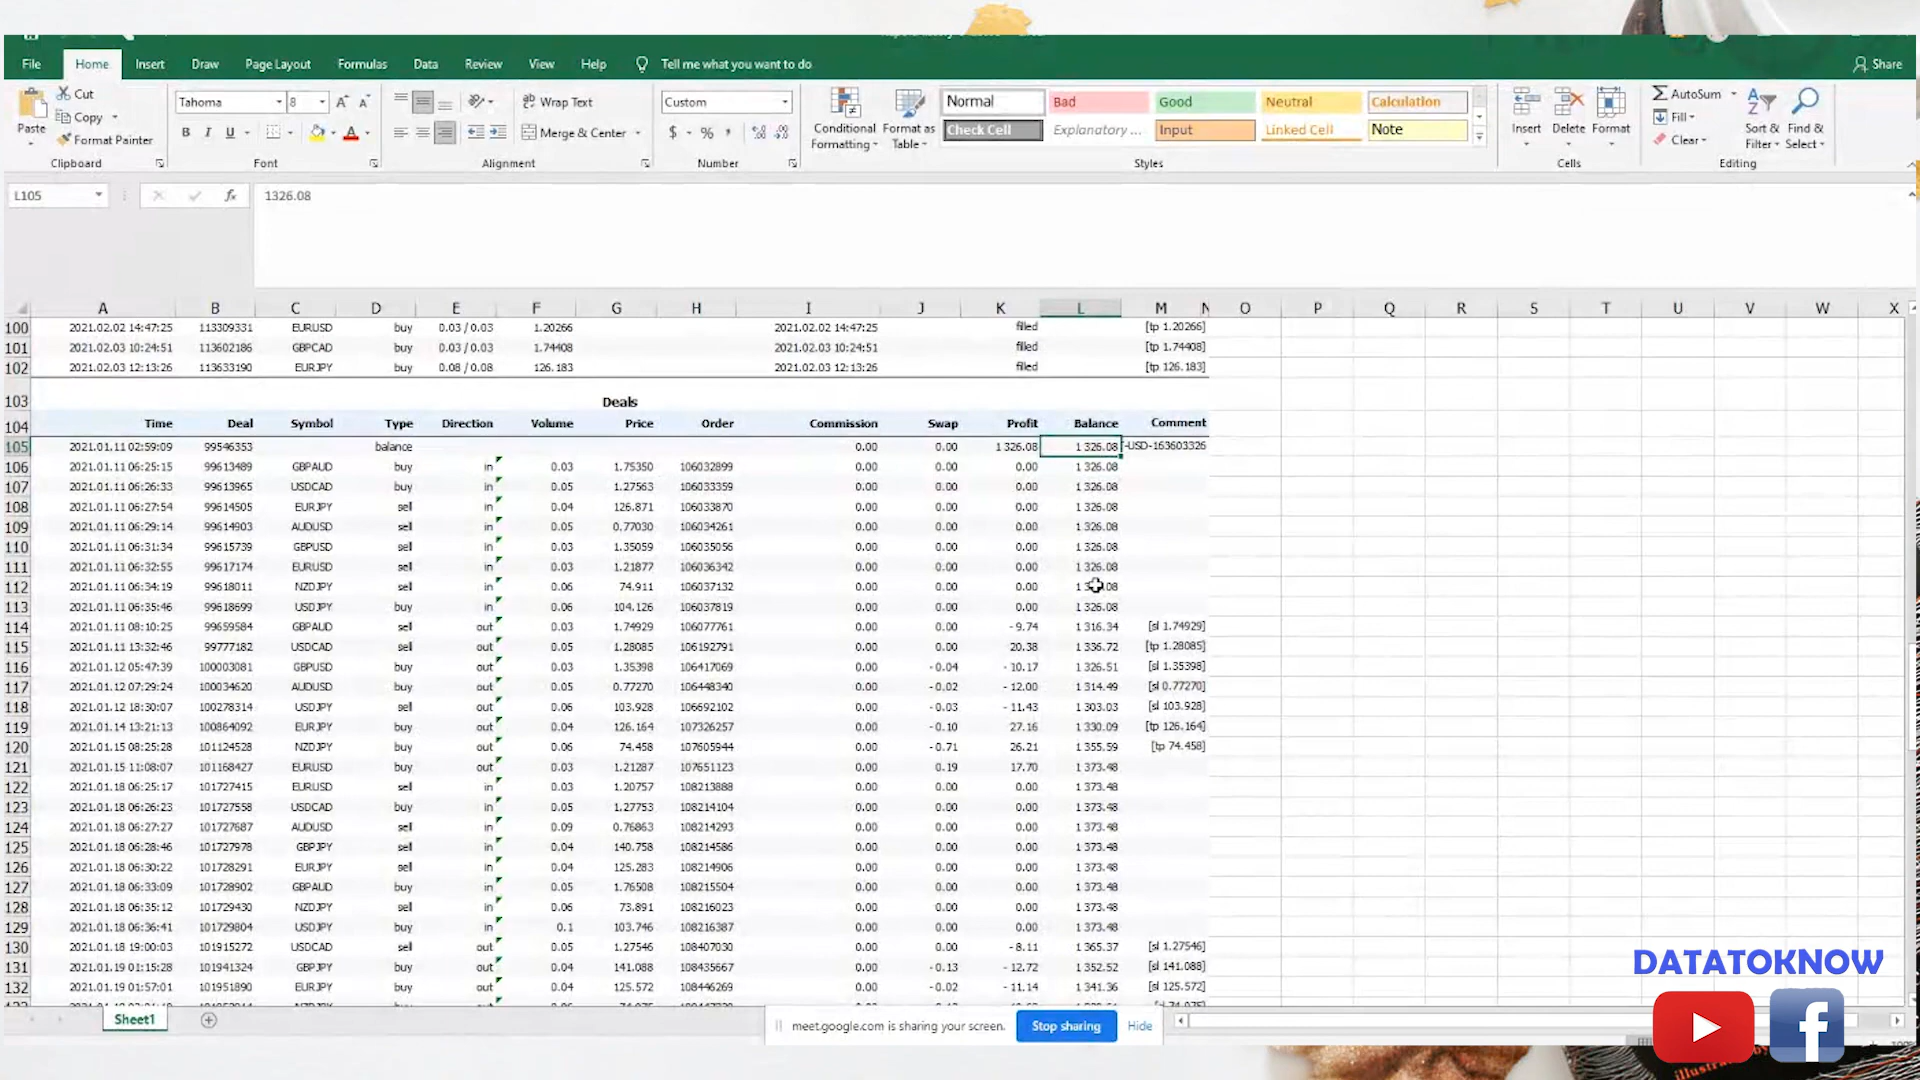 File Home Insert Draw Page Layout Formulas Data Review View Help Tell me what you want to do Share
Paste Cut Copy Format Painter Clipboard
Tahoma 8 B I U Font
Wrap Text Merge & Center Alignment
Custom $ % Number
Conditional Formatting Format as Table
Normal Bad Good Neutral Calculation
Check Cell Explanatory ... Input Linked Cell Note
Styles
Insert Delete Format Cells
AutoSum Fill Clear Sort & Filter Find & Select Editing
L105 fx 1326.08
A B C D E F G H I J K L M N O P Q R S T U V W X
100 2021.02.02 14:47:25 113309331 EURUSD buy 0.03 / 0.03 1.20266 2021.02.02 14:47:25 filled [tp 1.20266]
101 2021.02.03 10:24:51 113602186 GBPCAD buy 0.03 / 0.03 1.74408 2021.02.03 10:24:51 filled [tp 1.74408]
102 2021.02.03 12:13:26 113633190 EURJPY buy 0.08 / 0.08 126.183 2021.02.03 12:13:26 filled [tp 126.183]
103 Deals
104 Time Deal Symbol Type Direction Volume Price Order Commission Swap Profit Balance Comment
105 2021.01.11 02:59:09 99546353 balance 0.00 0.00 1 326.08 1 326.08 -USD-163603326
106 2021.01.11 06:25:15 99613489 GBPAUD buy in 0.03 1.75350 106032899 0.00 0.00 0.00 1 326.08
107 2021.01.11 06:26:33 99613965 USDCAD buy in 0.05 1.27563 106033359 0.00 0.00 0.00 1 326.08
108 2021.01.11 06:27:54 99614505 EURJPY sell in 0.04 126.871 106033870 0.00 0.00 0.00 1 326.08
109 2021.01.11 06:29:14 99614903 AUDUSD sell in 0.05 0.77030 106034261 0.00 0.00 0.00 1 326.08
110 2021.01.11 06:31:34 99615739 GBPUSD sell in 0.03 1.35059 106035056 0.00 0.00 0.00 1 326.08
111 2021.01.11 06:32:55 99617174 EURUSD sell in 0.03 1.21877 106036342 0.00 0.00 0.00 1 326.08
112 2021.01.11 06:34:19 99618011 NZDJPY sell in 0.06 74.911 106037132 0.00 0.00 0.00
113 2021.01.11 06:35:46 99618699 USDJPY buy in 0.06 104.126 106037819 0.00 0.00 0.00 1 326.08
114 2021.01.11 08:10:25 99659584 GBPAUD sell out 0.03 1.74929 106077761 0.00 0.00 - 9.74 1 316.34 [sl 1.74929]
115 2021.01.11 13:32:46 99777182 USDCAD sell out 0.05 1.28085 106192791 0.00 0.00 20.38 1 336.72 [tp 1.28085]
116 2021.01.12 05:47:39 100003081 GBPUSD buy out 0.03 1.35398 106417069 0.00 - 0.04 - 10.17 1 326.51 [sl 1.35398]
117 2021.01.12 07:29:24 100034620 AUDUSD buy out 0.05 0.77270 106448340 0.00 - 0.02 - 12.00 1 314.49 [sl 0.77270]
118 2021.01.12 18:30:07 100278314 USDJPY sell out 0.06 103.928 106692102 0.00 - 0.03 - 11.43 1 303.03 [sl 103.928]
119 2021.01.14 13:21:13 100864092 EURJPY buy out 0.04 126.164 107326257 0.00 - 0.10 27.16 1 330.09 [tp 126.164]
120 2021.01.15 08:25:28 101124528 NZDJPY buy out 0.06 74.458 107605944 0.00 - 0.71 26.21 1 355.59 [tp 74.458]
121 2021.01.15 11:08:07 101168427 EURUSD buy out 0.03 1.21287 107651123 0.00 0.19 17.70 1 373.48
122 2021.01.18 06:25:17 101727415 EURUSD sell in 0.03 1.20757 108213888 0.00 0.00 0.00 1 373.48
123 2021.01.18 06:26:23 101727558 USDCAD buy in 0.05 1.27753 108214104 0.00 0.00 0.00 1 373.48
124 2021.01.18 06:27:27 101727687 AUDUSD sell in 0.09 0.76863 108214293 0.00 0.00 0.00 1 373.48
125 2021.01.18 06:28:46 101727978 GBPJPY sell in 0.04 140.758 108214586 0.00 0.00 0.00 1 373.48
126 2021.01.18 06:30:22 101728291 EURJPY sell in 0.04 125.283 108214906 0.00 0.00 0.00 1 373.48
127 2021.01.18 06:33:09 101728902 GBPAUD buy in 0.05 1.76508 108215504 0.00 0.00 0.00 1 373.48
128 2021.01.18 06:35:12 101729430 NZDJPY sell in 0.06 73.891 108216023 0.00 0.00 0.00 1 373.48
129 2021.01.18 06:36:41 101729804 USDJPY buy in 0.1 103.746 108216387 0.00 0.00 0.00 1 373.48
130 2021.01.18 19:00:03 101915272 USDCAD sell out 0.05 1.27546 108407030 0.00 0.00 - 8.11 1 365.37 [sl 1.27546]
131 2021.01.19 01:15:28 101941324 GBPJPY buy out 0.04 141.088 108435667 0.00 - 0.13 - 12.72 1 352.52 [sl 141.088]
132 2021.01.19 01:57:01 101951890 EURJPY buy out 0.04 125.572 108446269 0.00 - 0.02 - 11.14 1 341.36 [sl 125.572]
Sheet1
meet.google.com is sharing your screen. Stop sharing Hide
DATATOKNOW
f